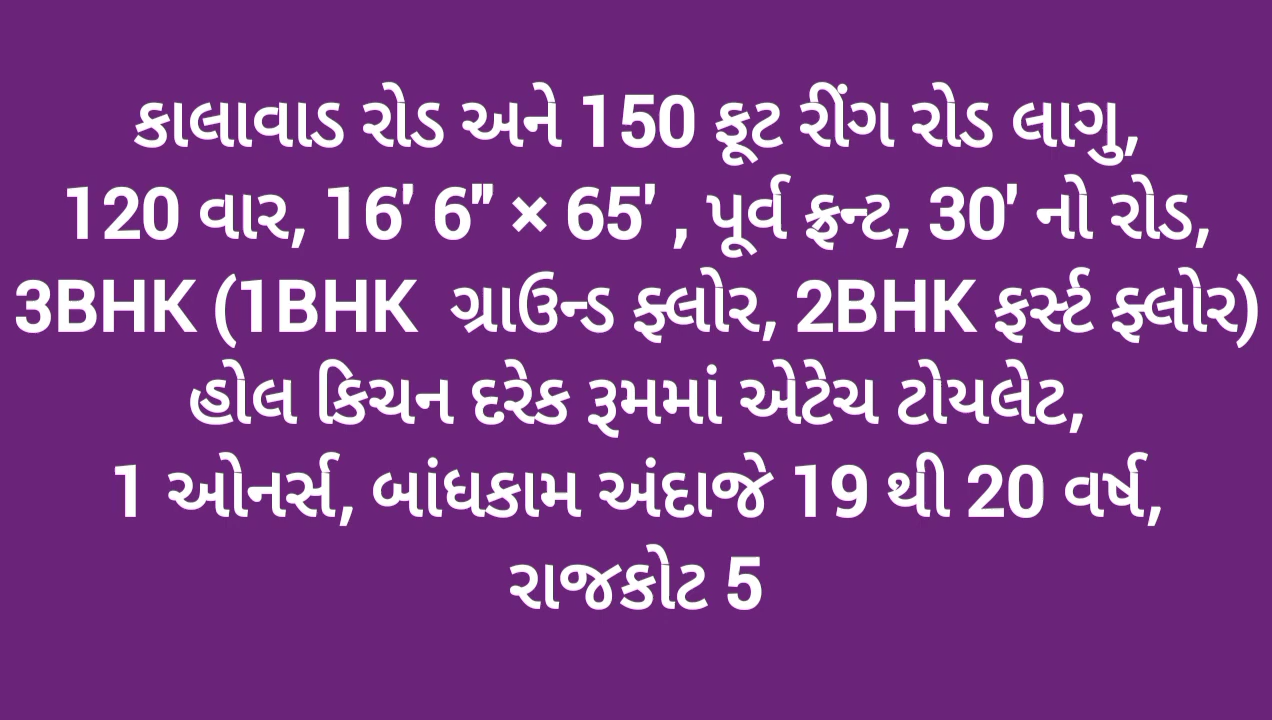 કાલાવાડ રોડ અને 150 ફૂટ રીંગ રોડ લાગુ,
120 વાર, 16' 6" × 65' , પૂર્વ ફ્રન્ટ, 30' નો રોડ,
3BHK (1BHK ગ્રાઉન્ડ ફ્લોર, 2BHK ફર્સ્ટ ફ્લોર)
હોલ કિચન દરેક રૂમમાં એટેચ ટોયલેટ,
1 ઓનર્સ, બાંધકામ અંદાજે 19 થી 20 વર્ષ,
રાજકોટ 5